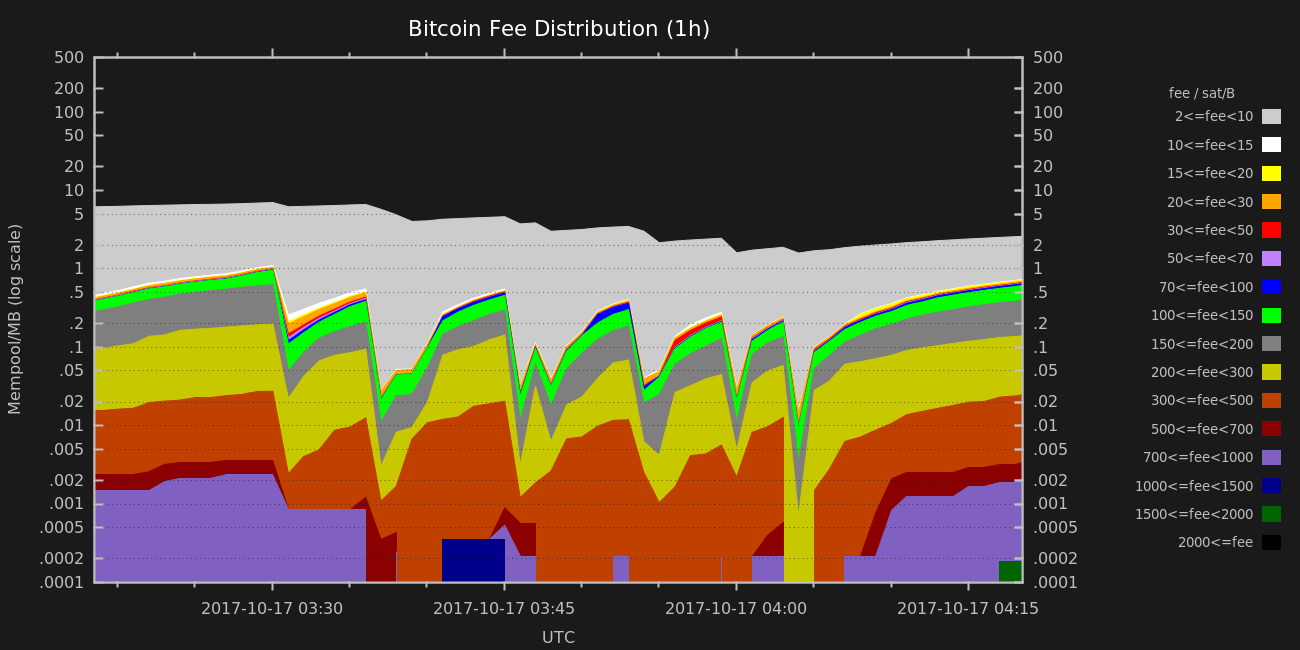 Bitcoin Fee Distribution (1h)
Mempool/MB (log scale)
500
200
100
50
20
10
5
2
1
.5
.2
.1
.05
.02
.01
.005
.002
.001
.0005
.0002
.0001
500
200
100
50
20
10
5
2
1
.5
.2
.1
.05
.02
.01
.005
.002
.001
.0005
.0002
.0001
2017-10-17 03:30 2017-10-17 03:45 2017-10-17 04:00 2017-10-17 04:15
UTC
fee / sat/B
2<=fee<10
10<=fee<15
15<=fee<20
20<=fee<30
30<=fee<50
50<=fee<70
70<=fee<100
100<=fee<150
150<=fee<200
200<=fee<300
300<=fee<500
500<=fee<700
700<=fee<1000
1000<=fee<1500
1500<=fee<2000
2000<=fee